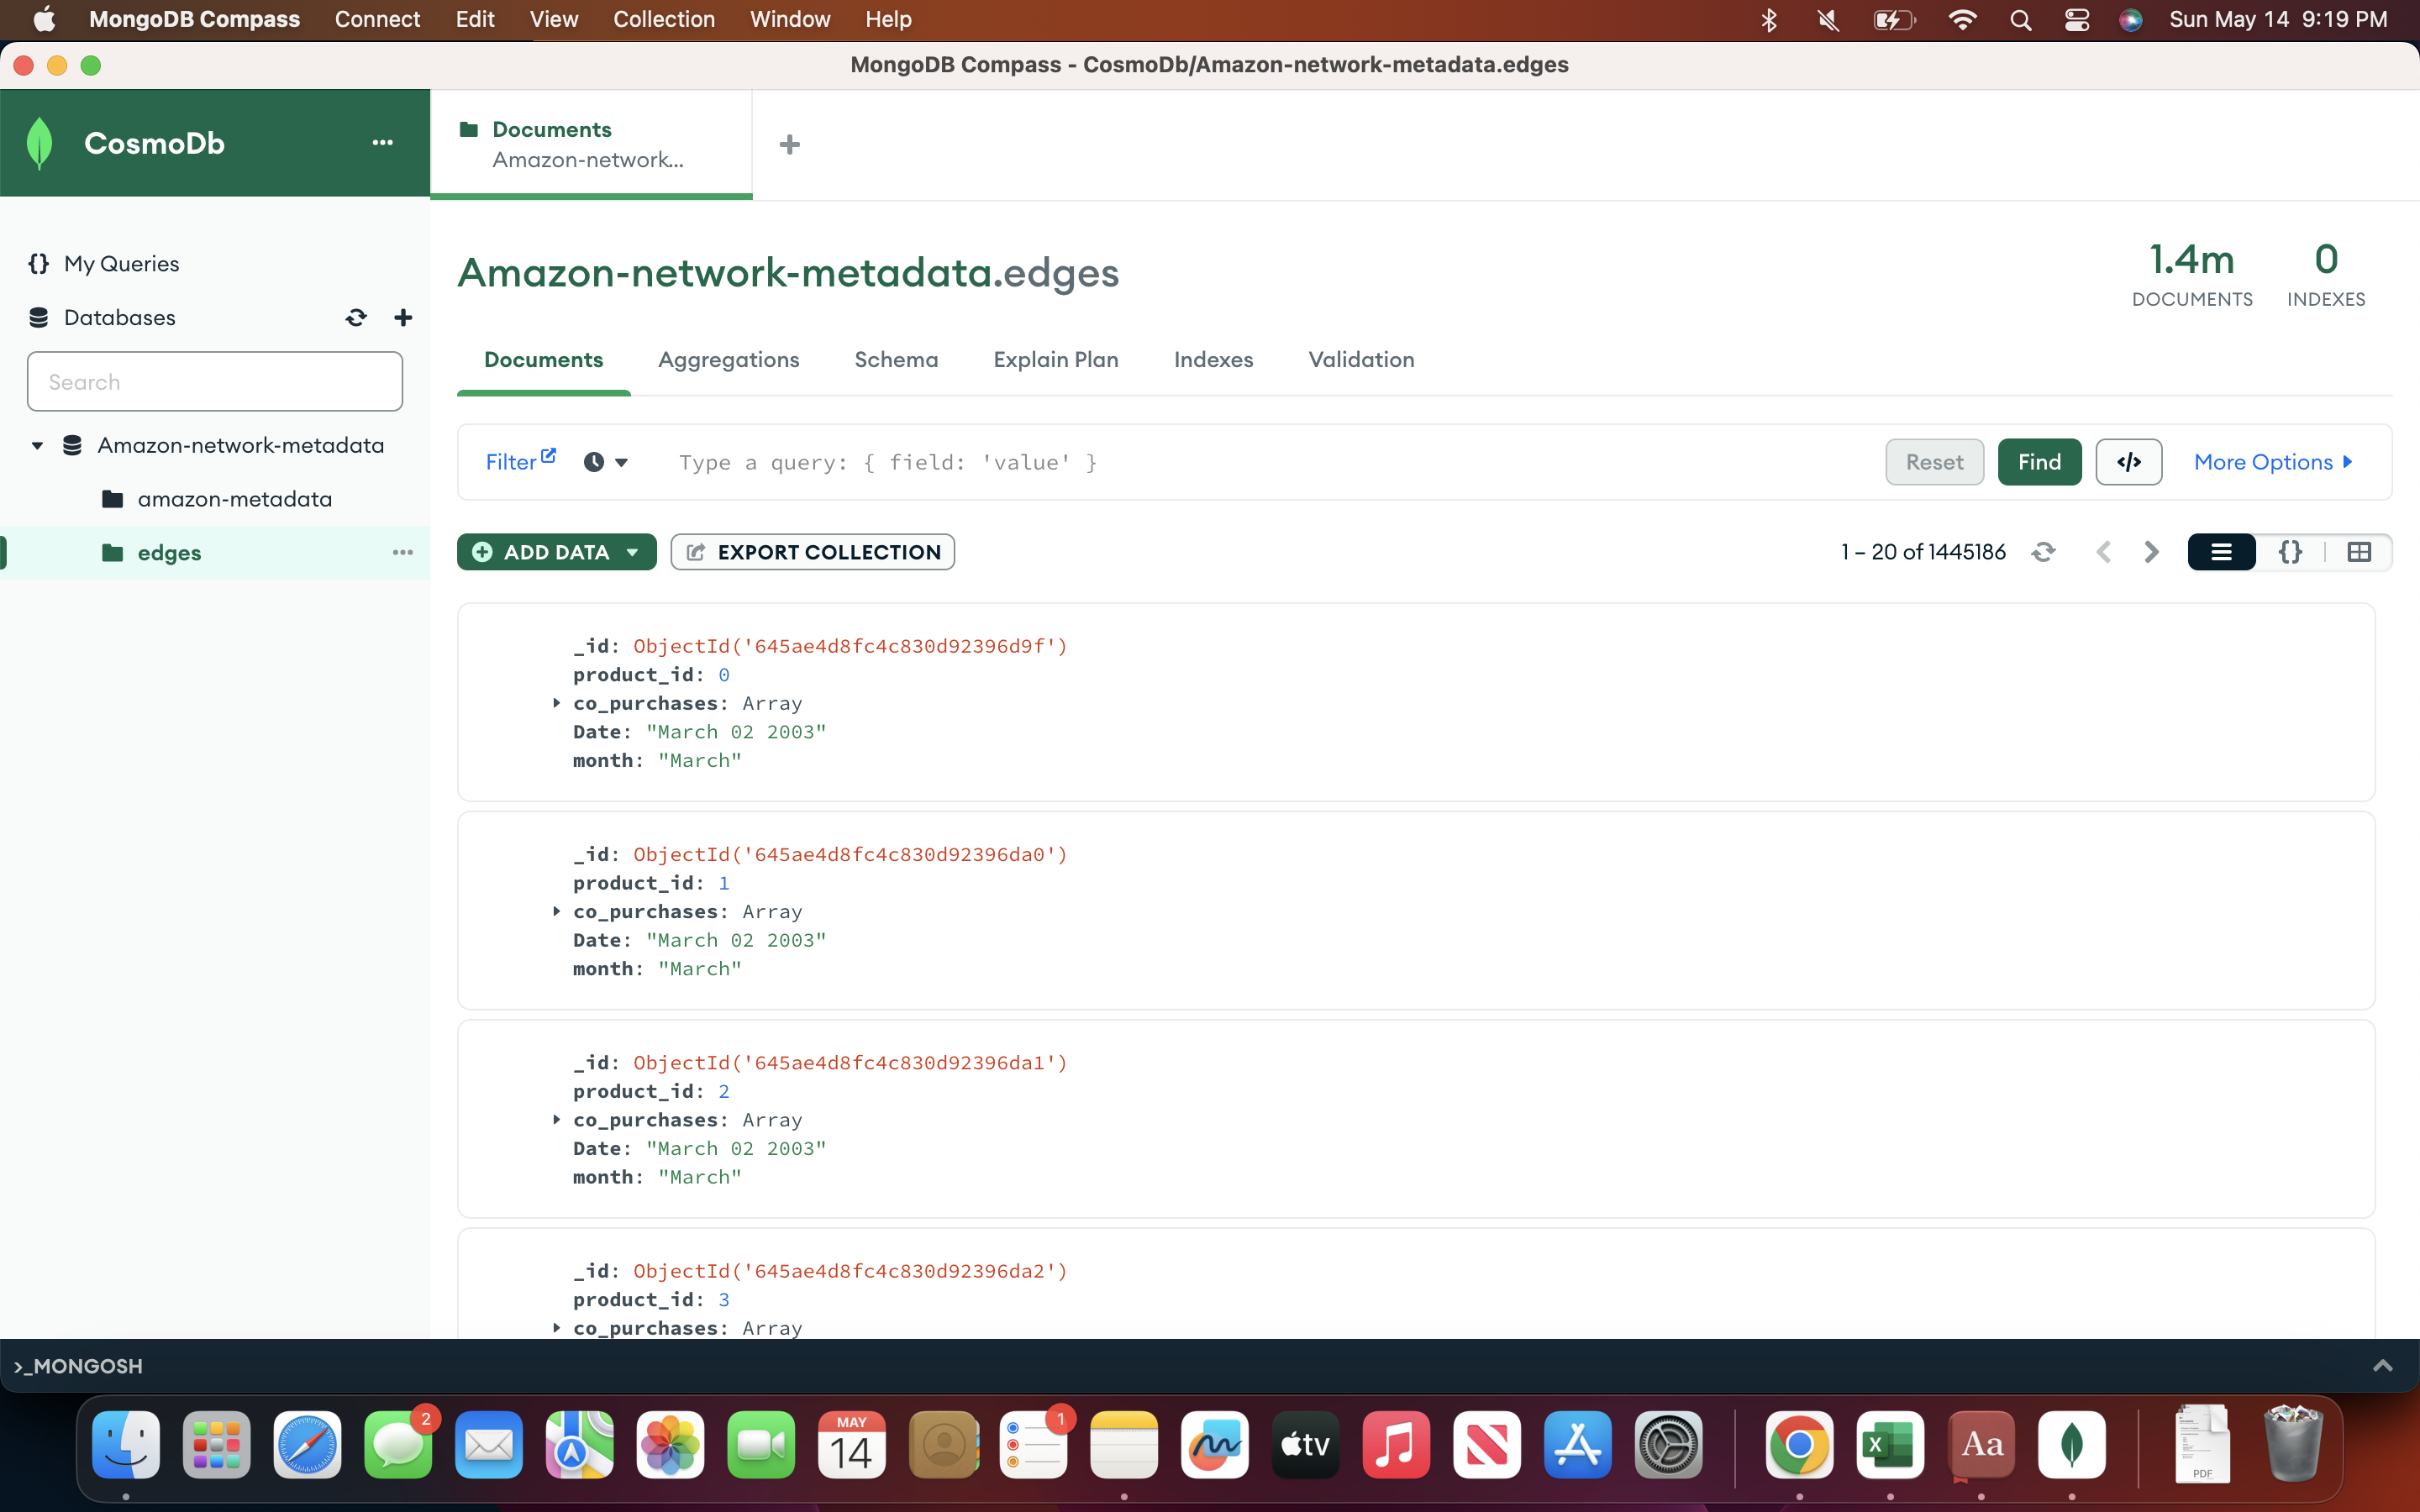 MongoDB Compass Connect Edit View Collection Window Help Sun May 14 9:19 PM
MongoDB Compass - CosmoDb/Amazon-network-metadata.edges
CosmoDb
Documents
Amazon-network...
My Queries
Databases
Search
Amazon-network-metadata
amazon-metadata
edges
Amazon-network-metadata.edges
1.4m
DOCUMENTS
0
INDEXES
Documents Aggregations Schema Explain Plan Indexes Validation
Filter Type a query: { field: 'value' } Reset Find </> More Options
ADD DATA EXPORT COLLECTION 1 – 20 of 1445186 {}
_id: ObjectId('645ae4d8fc4c830d92396d9f')
product_id: 0
co_purchases: Array
Date: "March 02 2003"
month: "March"
_id: ObjectId('645ae4d8fc4c830d92396da0')
product_id: 1
co_purchases: Array
Date: "March 02 2003"
month: "March"
_id: ObjectId('645ae4d8fc4c830d92396da1')
product_id: 2
co_purchases: Array
Date: "March 02 2003"
month: "March"
_id: ObjectId('645ae4d8fc4c830d92396da2')
product_id: 3
co_purchases: Array
>_MONGOSH
2
MAY
14
1
tv
X
Aa
PDF